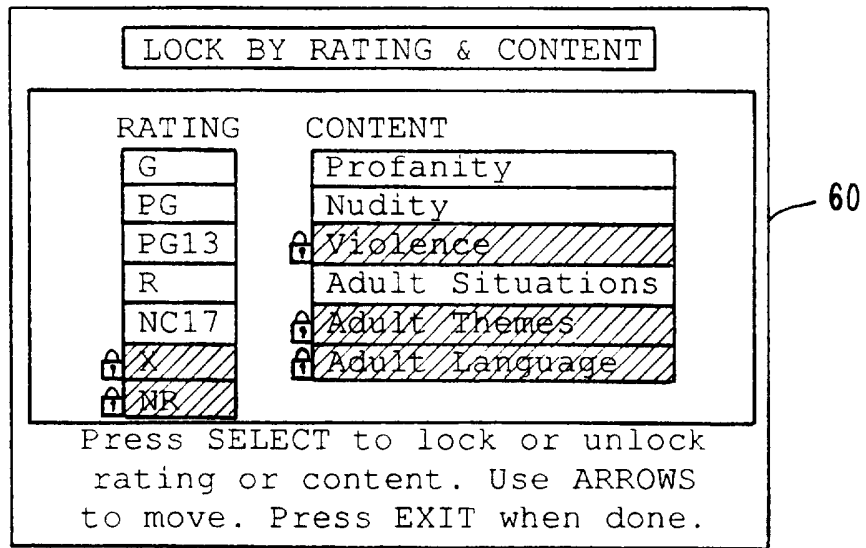 LOCK BY RATING & CONTENT
RATING CONTENT
G Profanity
PG Nudity
PG13 Violence
R Adult Situations
NC17 Adult Themes
X Adult Language
NR
Press SELECT to lock or unlock
rating or content. Use ARROWS
to move. Press EXIT when done.
60